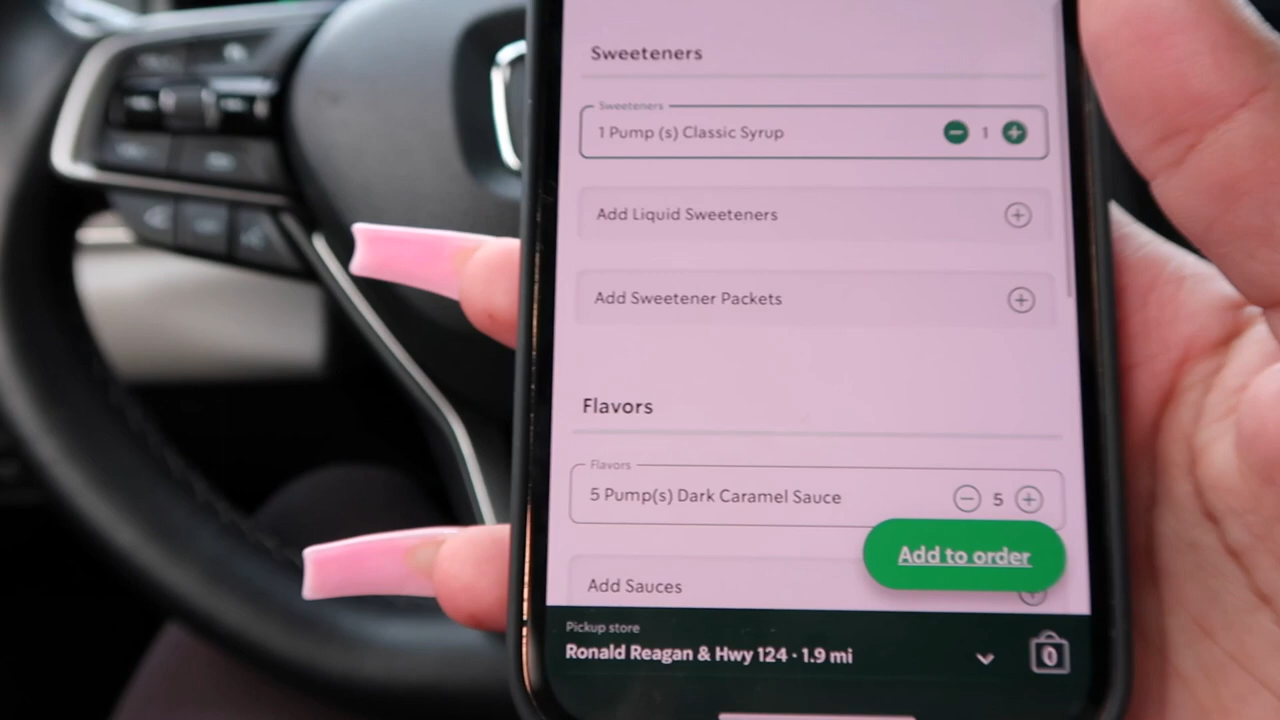 Sweeteners
Sweeteners
1 Pump (s) Classic Syrup
1
Add Liquid Sweeteners
Add Sweetener Packets
Flavors
Flavors
5 Pump(s) Dark Caramel Sauce
5
Add to order
Add Sauces
Pickup store
Ronald Reagan & Hwy 124 · 1.9 mi
0